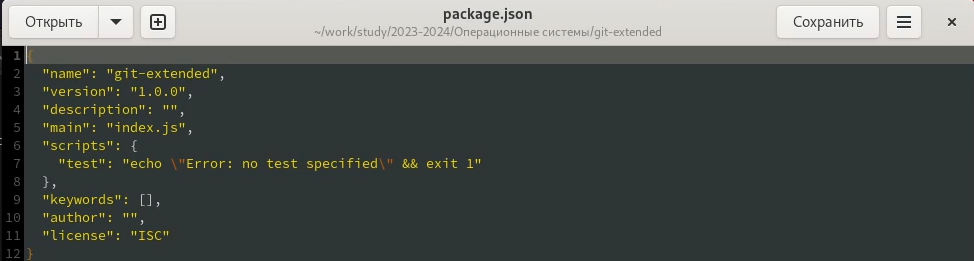 Открыть
package.json
~/work/study/2023-2024/Операционные системы/git-extended
Сохранить
1 {
2   "name": "git-extended",
3   "version": "1.0.0",
4   "description": "",
5   "main": "index.js",
6   "scripts": {
7     "test": "echo \"Error: no test specified\" && exit 1"
8   },
9   "keywords": [],
10   "author": "",
11   "license": "ISC"
12 }